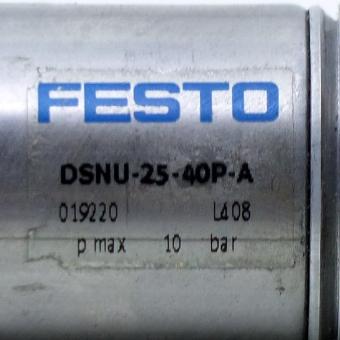 FESTO
DSNU-25-40P-A
019220 L408
p max 10 bar